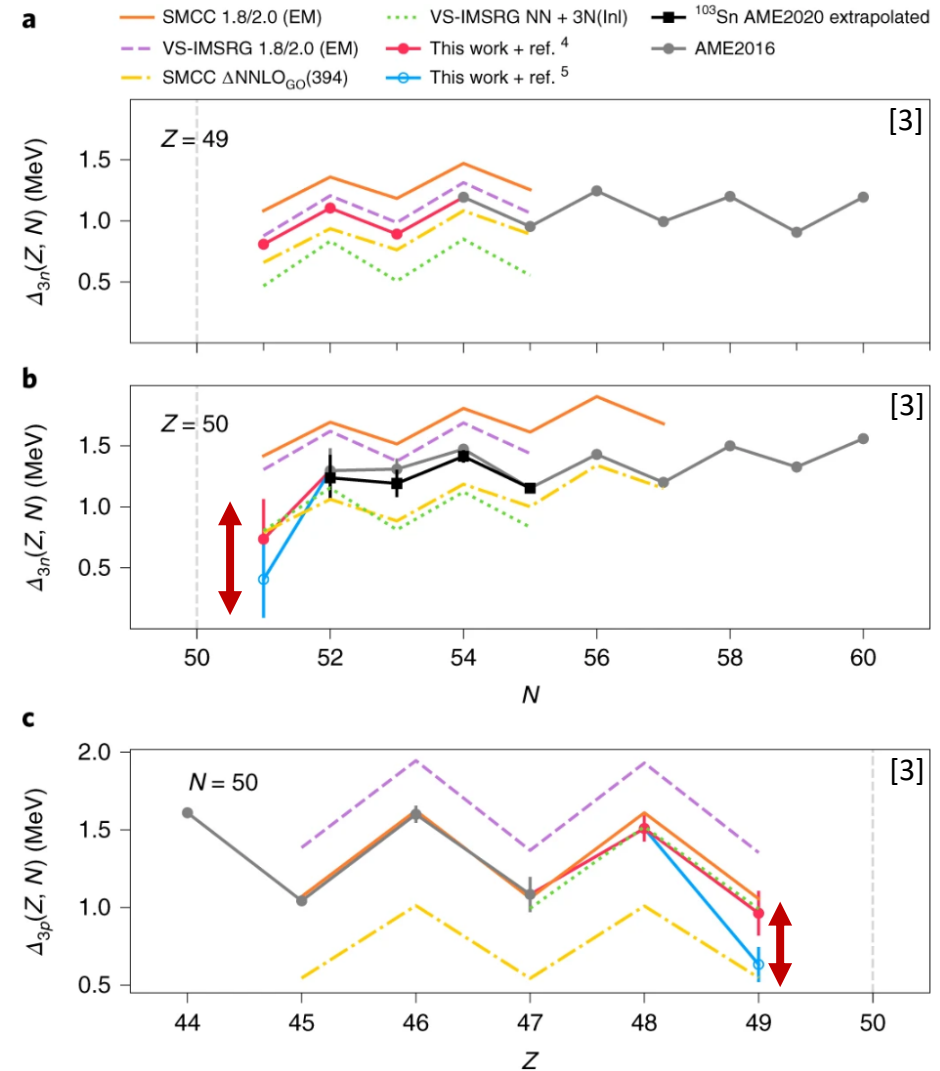 a
SMCC 1.8/2.0 (EM)
VS-IMSRG NN + 3N(lnl)
¹⁰³Sn AME2020 extrapolated
VS-IMSRG 1.8/2.0 (EM)
This work + ref. ⁴
AME2016
SMCC ΔNNLO_GO(394)
This work + ref. ⁵
[3]
Z = 49
Δ₃ₙ(Z, N) (MeV)
1.5
1.0
0.5
b
[3]
Z = 50
Δ₃ₙ(Z, N) (MeV)
1.5
1.0
0.5
50 52 54 56 58 60
N
c
[3]
N = 50
Δ₃ₚ(Z, N) (MeV)
2.0
1.5
1.0
0.5
44 45 46 47 48 49 50
Z